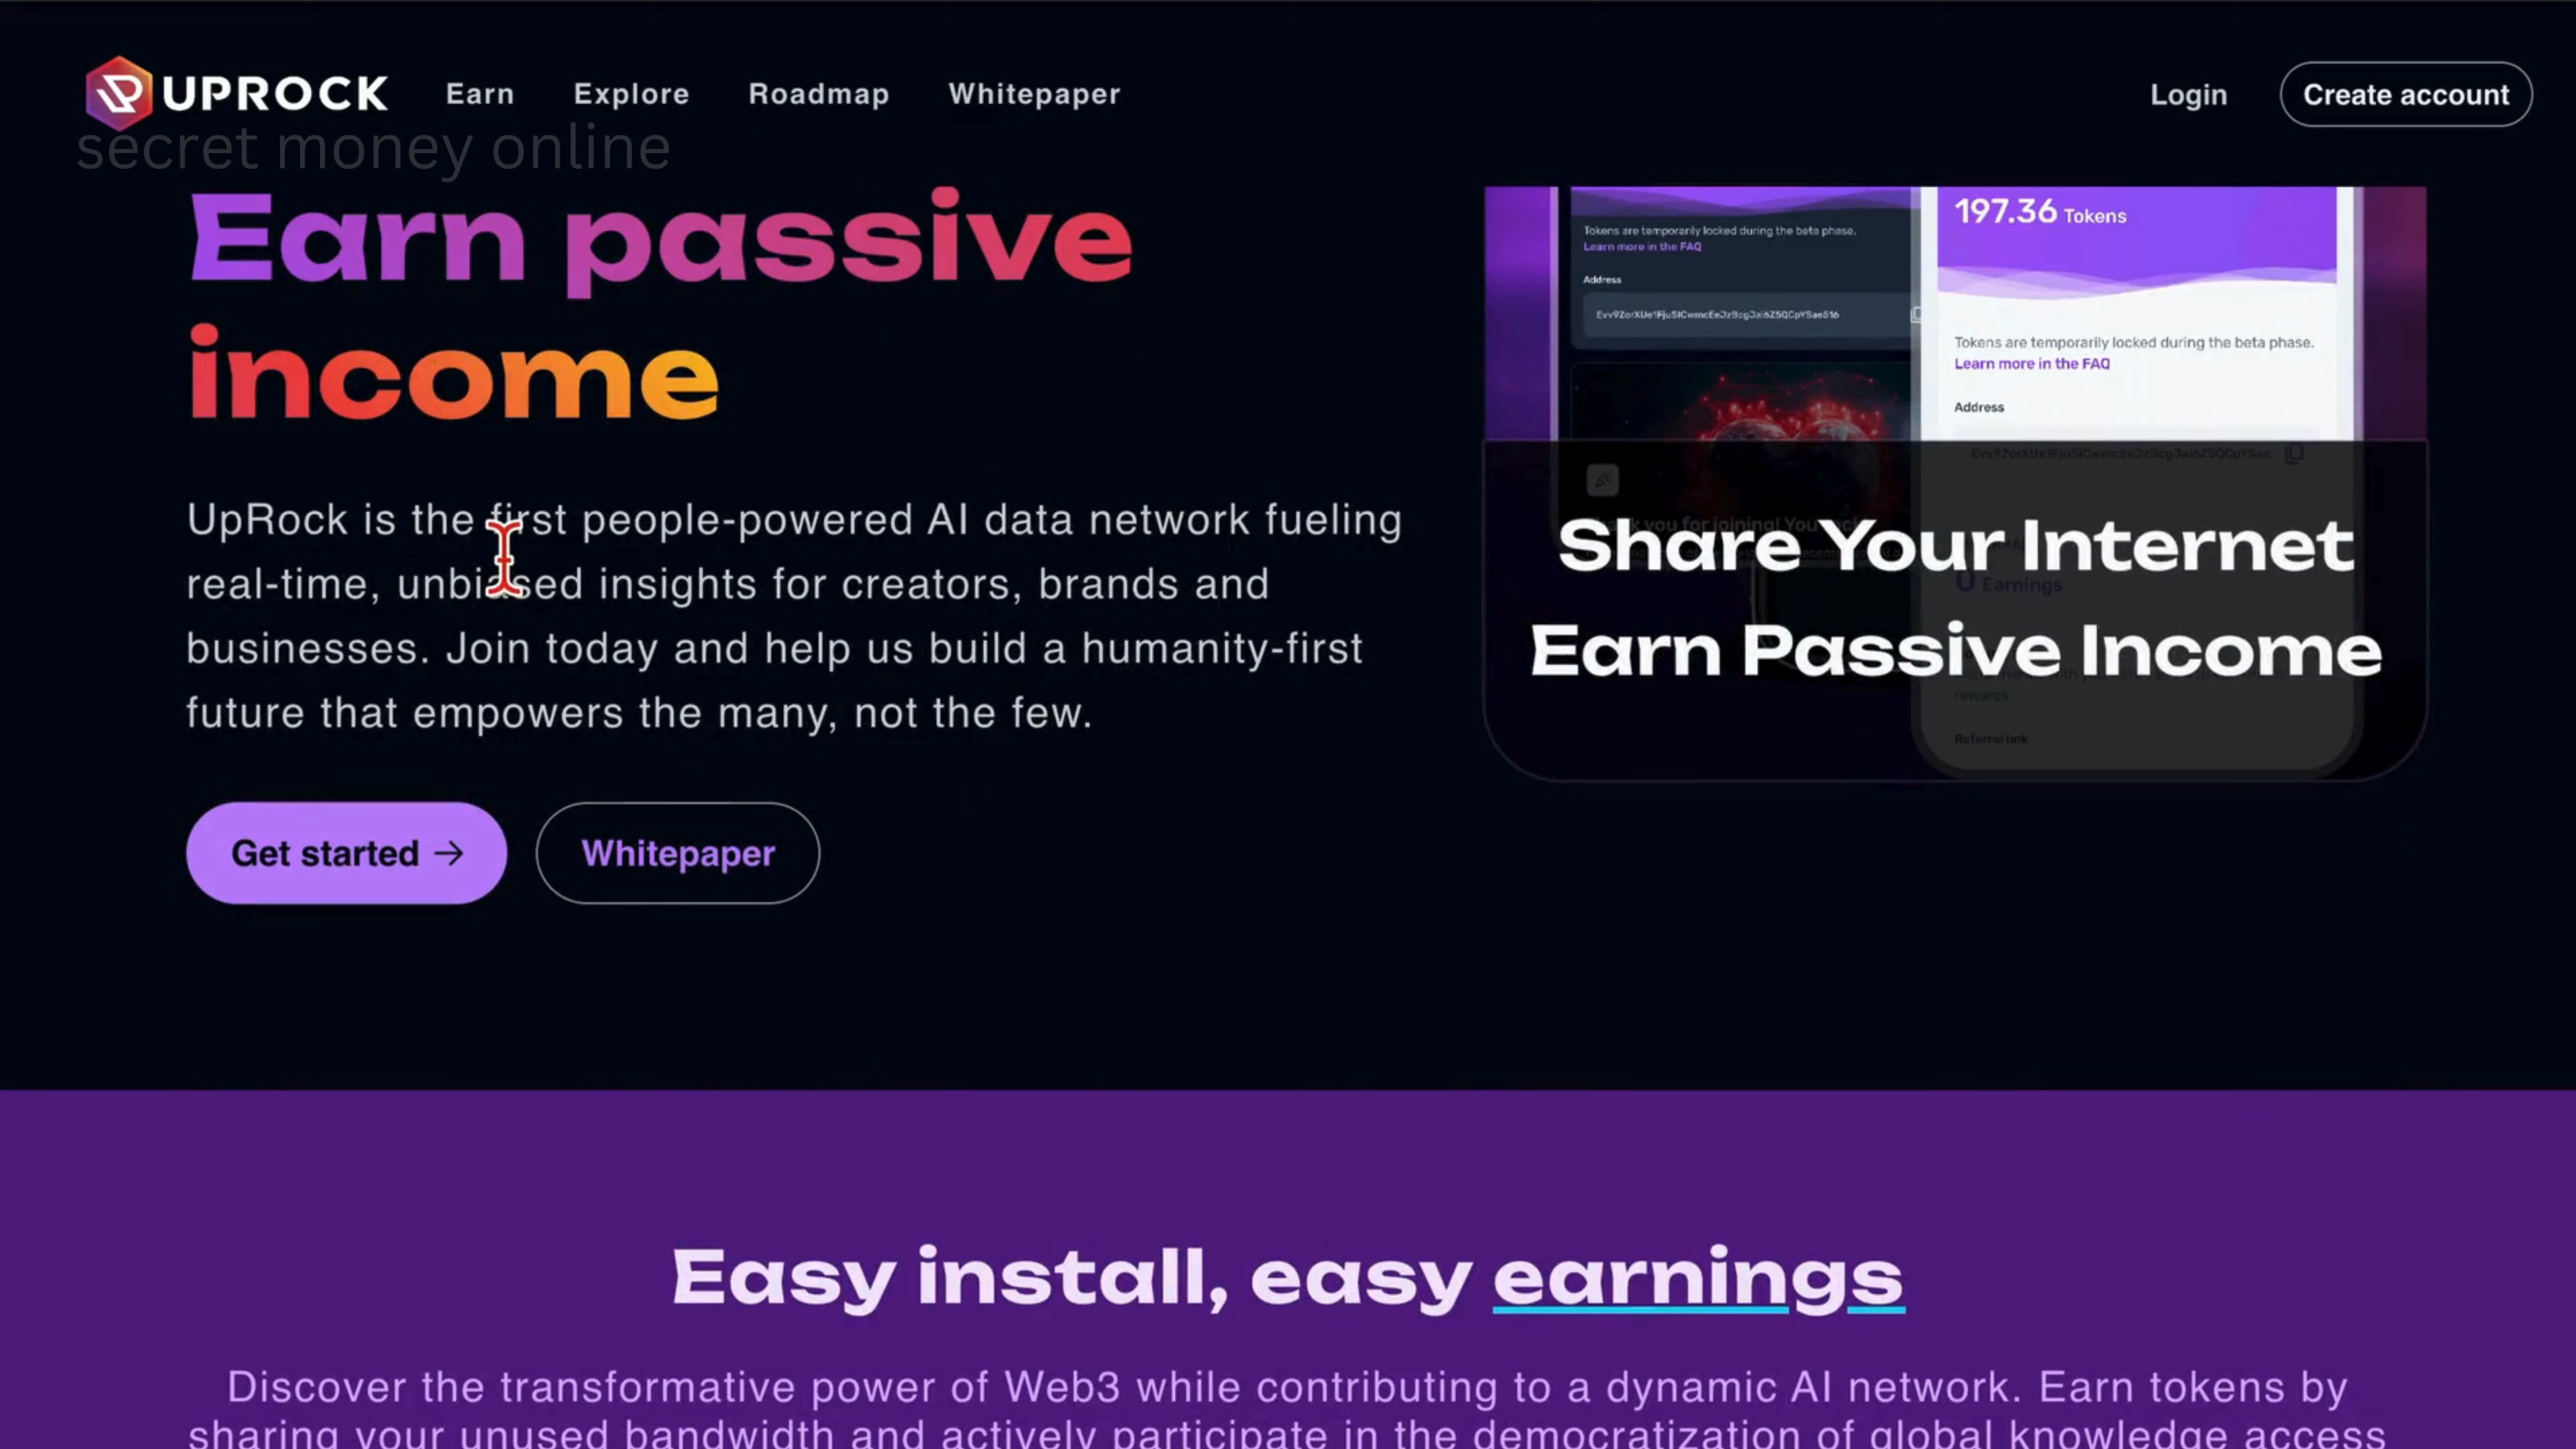 UPROCK
Earn
Explore
Roadmap
Whitepaper
Login
Create account
secret money online
Earn passive
income
UpRock is the first people-powered AI data network fueling
real-time, unbiased insights for creators, brands and
businesses. Join today and help us build a humanity-first
future that empowers the many, not the few.
Get started →
Whitepaper
Tokens are temporarily locked during the beta phase.
Learn more in the FAQ
Address
197.36 Tokens
Tokens are temporarily locked during the beta phase.
Learn more in the FAQ
Address
Share Your Internet
0 Earnings
Earn Passive Income
rewards.
Referral link
Easy install, easy earnings
Discover the transformative power of Web3 while contributing to a dynamic AI network. Earn tokens by
sharing your unused bandwidth and actively participate in the democratization of global knowledge access